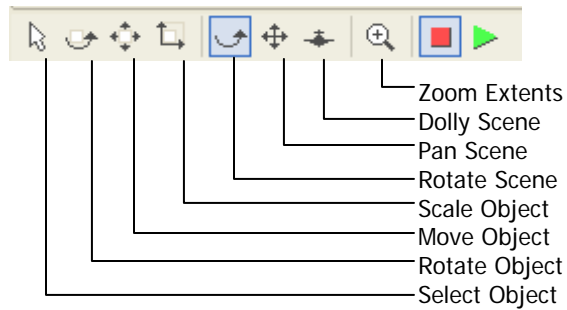 Zoom Extents
Dolly Scene
Pan Scene
Rotate Scene
Scale Object
Move Object
Rotate Object
Select Object